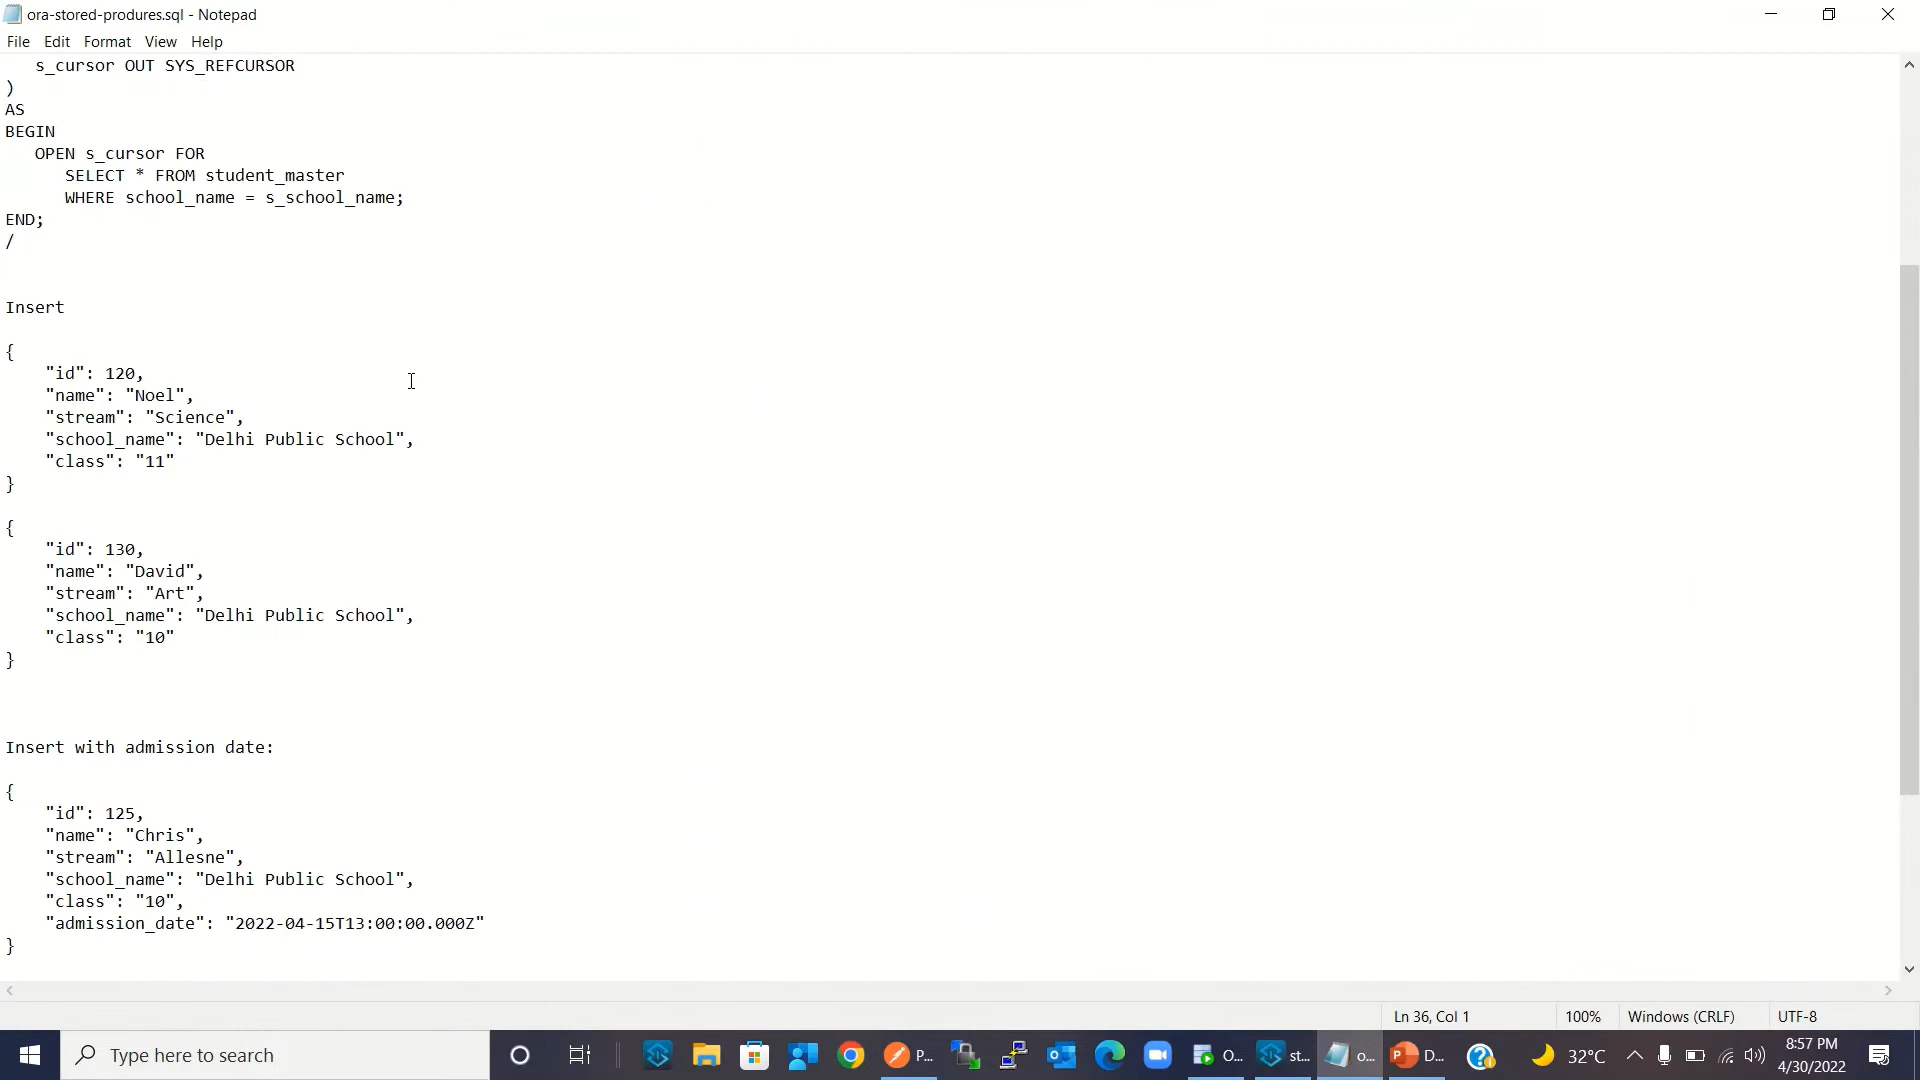 ora-stored-produres.sql - Notepad
File Edit Format View Help
s_cursor OUT SYS_REFCURSOR
)
AS
BEGIN
OPEN s_cursor FOR
SELECT * FROM student_master
WHERE school_name = s_school_name;
END;
/
Insert
{
"id": 120,
"name": "Noel",
"stream": "Science",
"school_name": "Delhi Public School",
"class": "11"
}
{
"id": 130,
"name": "David",
"stream": "Art",
"school_name": "Delhi Public School",
"class": "10"
}
Insert with admission date:
{
"id": 125,
"name": "Chris",
"stream": "Allesne",
"school_name": "Delhi Public School",
"class": "10",
"admission_date": "2022-04-15T13:00:00.000Z"
}
Ln 36, Col 1 100% Windows (CRLF) UTF-8
Type here to search P... O... st... o... D... 32°C 8:57 PM
4/30/2022